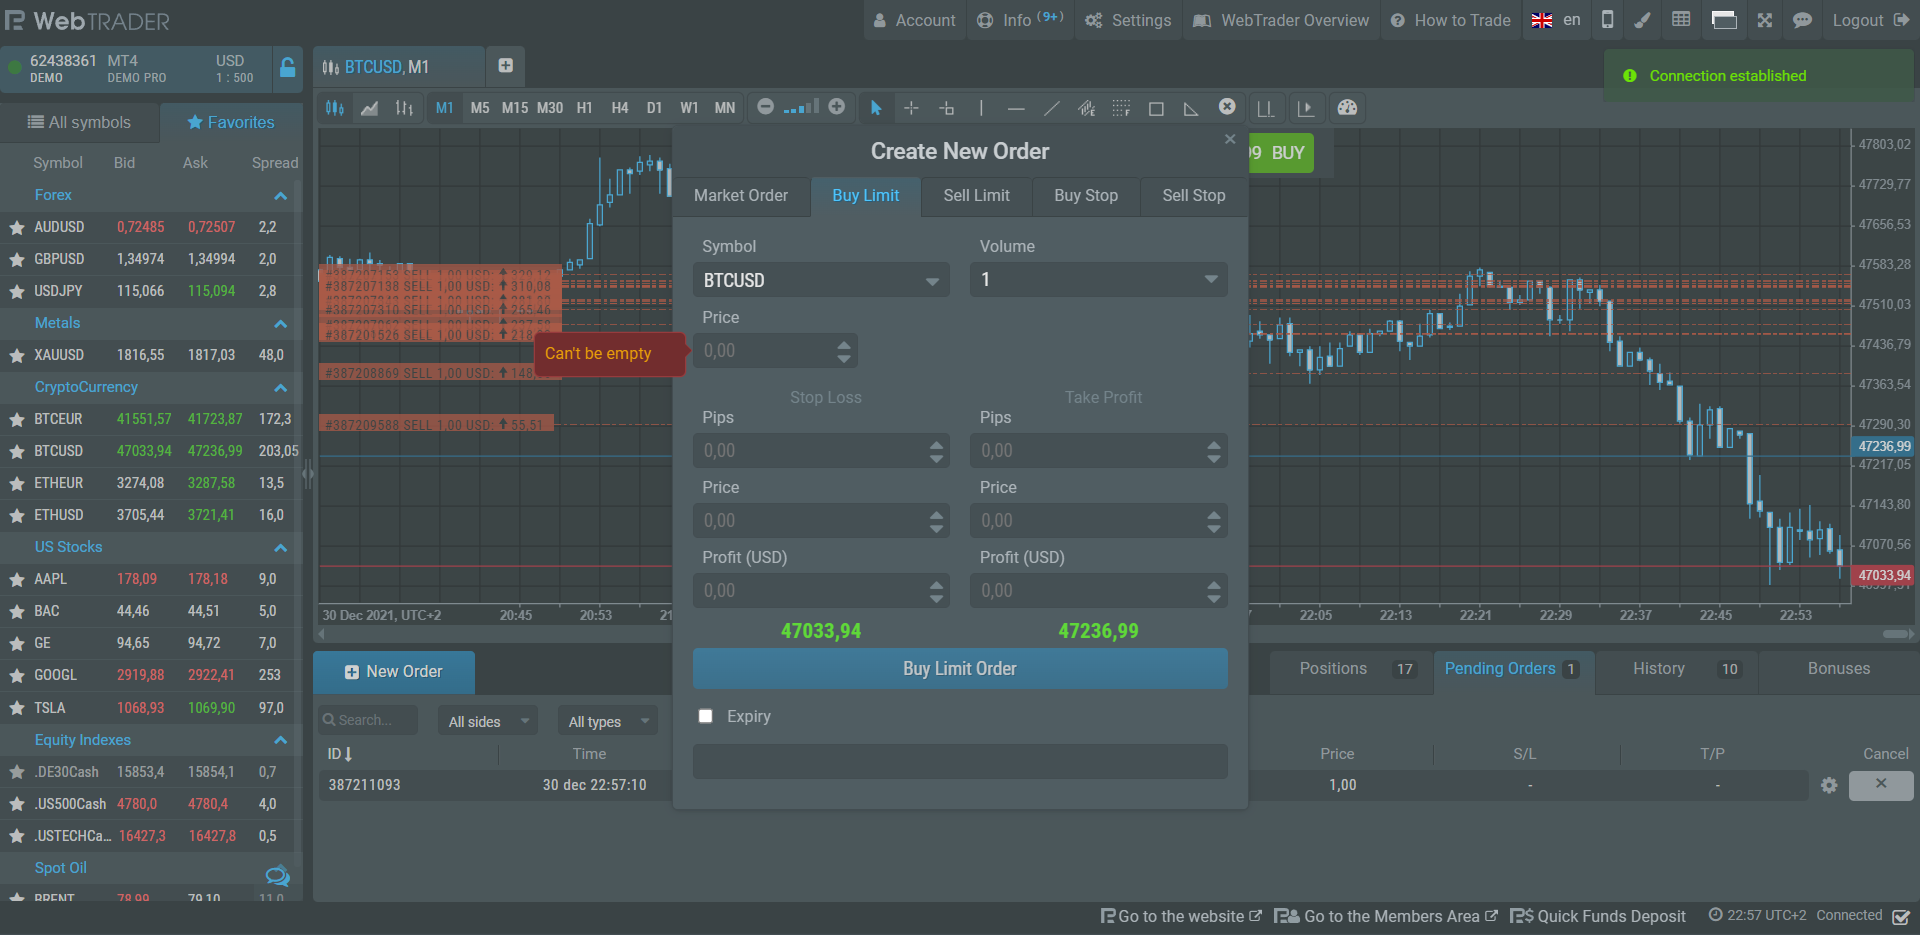 WebTRADER
Account
Info (9+)
Settings
WebTrader Overview
How to Trade
en
Logout
62438361 MT4 USD
DEMO DEMO PRO 1 : 500
BTCUSD, M1
Connection established
M1 M5 M15 M30 H1 H4 D1 W1 MN
All symbols
Favorites
Symbol Bid Ask Spread
Forex
AUDUSD 0,72485 0,72507 2,2
GBPUSD 1,34974 1,34994 2,0
USDJPY 115,066 115,094 2,8
Metals
XAUUSD 1816,55 1817,03 48,0
CryptoCurrency
BTCEUR 41551,57 41723,87 172,3
BTCUSD 47033,94 47236,99 203,05
ETHEUR 3274,08 3287,58 13,5
ETHUSD 3705,44 3721,41 16,0
US Stocks
AAPL 178,09 178,18 9,0
BAC 44,46 44,51 5,0
GE 94,65 94,72 7,0
GOOGL 2919,88 2922,41 253
TSLA 1068,93 1069,90 97,0
Equity Indexes
.DE30Cash 15853,4 15854,1 0,7
.US500Cash 4780,0 4780,4 4,0
.USTECHCa... 16427,3 16427,8 0,5
Spot Oil
BRENT 78,99 79,10 11,0
#387207138 SELL 1,00 USD: 310,08
#387207310 SELL 1,00 USD: 255,46
#387201526 SELL 1,00 USD: 218
#387208869 SELL 1,00 USD: 148
#387209588 SELL 1,00 USD: 55,51
Can't be empty
Create New Order
Market Order
Buy Limit
Sell Limit
Buy Stop
Sell Stop
Symbol
Volume
BTCUSD
1
Price
0,00
Stop Loss
Take Profit
Pips
Pips
0,00
0,00
Price
Price
0,00
0,00
Profit (USD)
Profit (USD)
0,00
0,00
47033,94
47236,99
Buy Limit Order
Expiry
9 BUY
47803,02
47729,77
47656,53
47583,28
47510,03
47436,79
47363,54
47290,30
47236,99
47217,05
47143,80
47070,56
47033,94
30 Dec 2021, UTC+2 20:45 20:53 21
22:05 22:13 22:21 22:29 22:37 22:45 22:53
New Order
Positions 17
Pending Orders 1
History 10
Bonuses
Search...
All sides
All types
ID Time Price S/L T/P Cancel
387211093 30 dec 22:57:10 1,00 - -
Go to the website
Go to the Members Area
Quick Funds Deposit
22:57 UTC+2
Connected